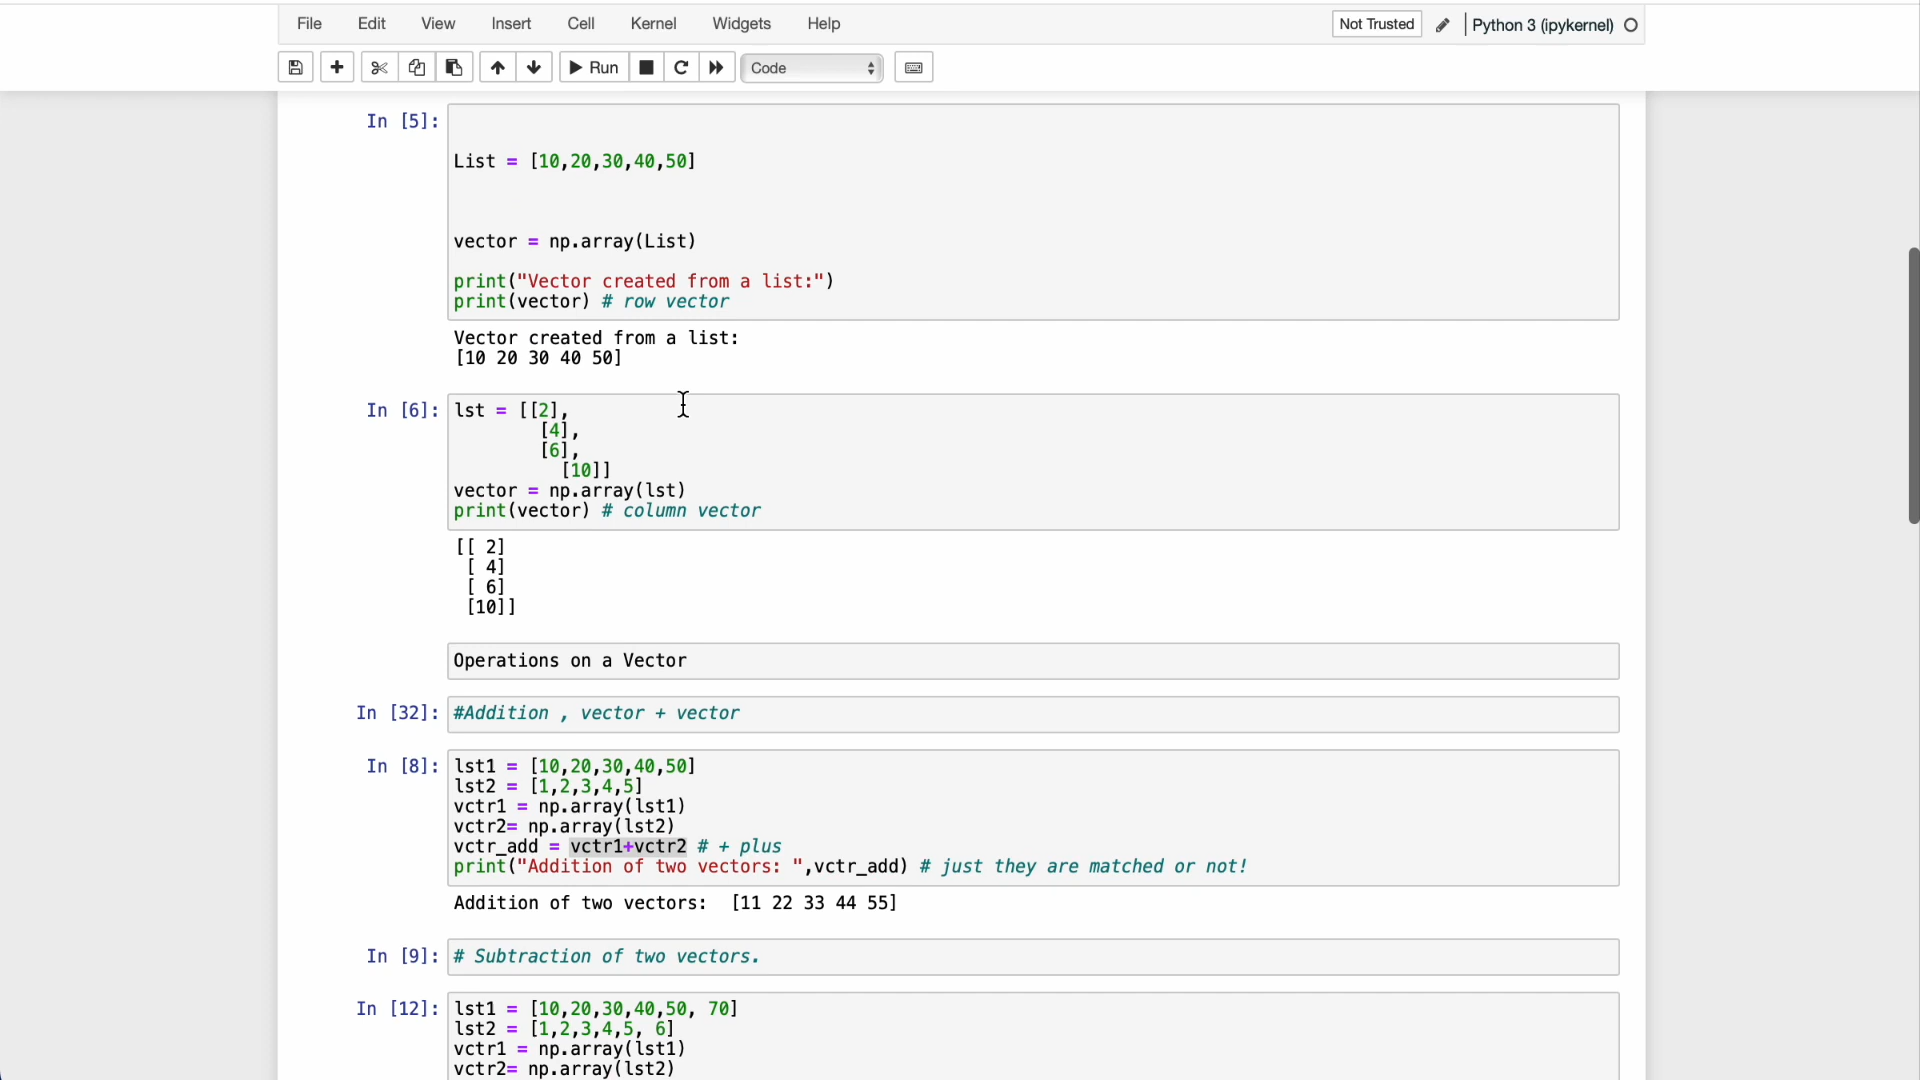 File Edit View Insert Cell Kernel Widgets Help Not Trusted Python 3 (ipykernel)
Run Code
In [5]:
List = [10,20,30,40,50]
vector = np.array(List)
print("Vector created from a list:")
print(vector) # row vector
Vector created from a list:
[10 20 30 40 50]
In [6]: lst = [[2],
[4],
[6],
[10]]
vector = np.array(lst)
print(vector) # column vector
[[ 2]
[ 4]
[ 6]
[10]]
Operations on a Vector
In [32]: #Addition , vector + vector
In [8]: lst1 = [10,20,30,40,50]
lst2 = [1,2,3,4,5]
vctr1 = np.array(lst1)
vctr2= np.array(lst2)
vctr_add = vctr1+vctr2 # + plus
print("Addition of two vectors: ",vctr_add) # just they are matched or not!
Addition of two vectors:  [11 22 33 44 55]
In [9]: # Subtraction of two vectors.
In [12]: lst1 = [10,20,30,40,50, 70]
lst2 = [1,2,3,4,5, 6]
vctr1 = np.array(lst1)
vctr2= np.array(lst2)